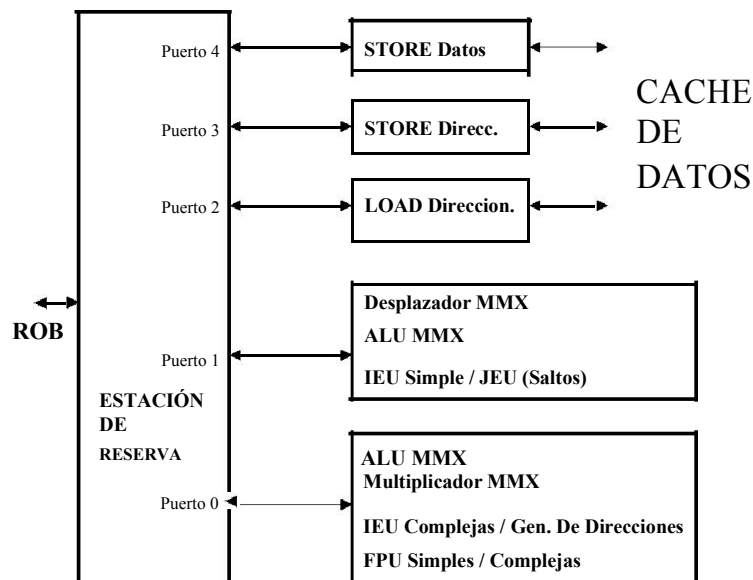 Puerto 4
STORE Datos
CACHE
DE
DATOS
Puerto 3
STORE Direcc.
Puerto 2
LOAD Direccion.
ROB
Desplazador MMX
ALU MMX
IEU Simple / JEU (Saltos)
Puerto 1
ESTACIÓN
DE
RESERVA
ALU MMX
Multiplicador MMX
IEU Complejas / Gen. De Direcciones
FPU Simples / Complejas
Puerto 0